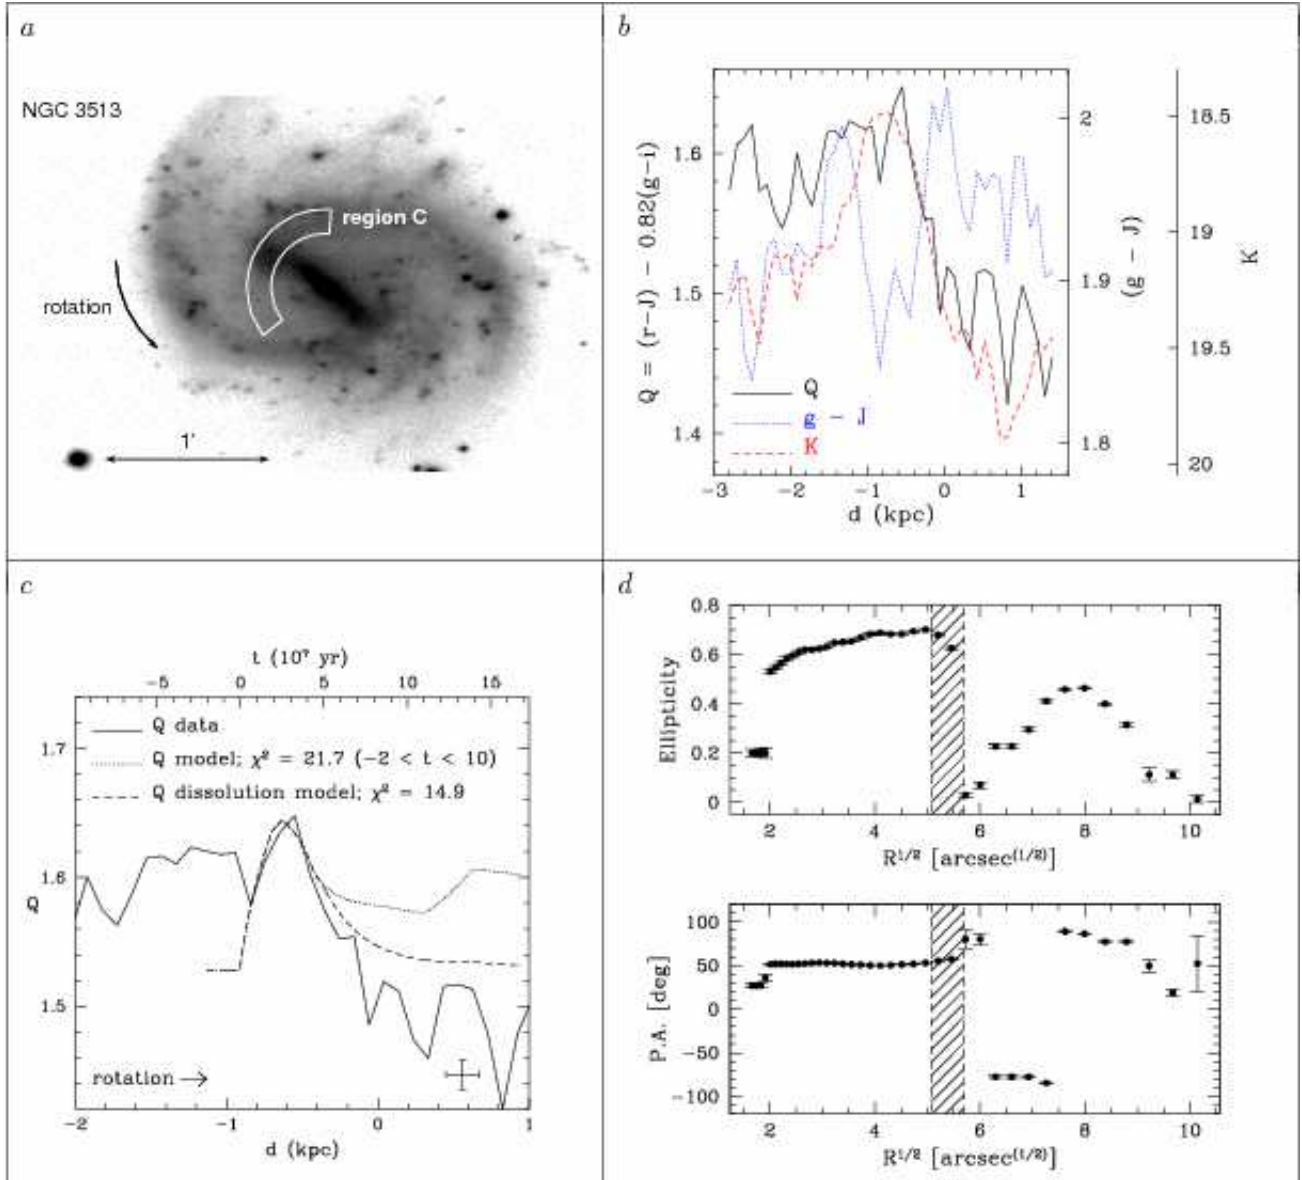 a
NGC 3513
region C
rotation
1'
b
Q = (r-J) - 0.82(g-i)
1.6
1.5
1.4
Q
g - J
K
-3
-2
-1
0
1
d (kpc)
2
1.9
1.8
(g - J)
18.5
19
19.5
20
K
c
t (10⁷ yr)
-5
0
5
10
15
Q data
Q model; χ² = 21.7 (-2 < t < 10)
Q dissolution model; χ² = 14.9
Q
1.7
1.6
1.5
rotation →
-2
-1
0
1
d (kpc)
d
Ellipticity
0.8
0.6
0.4
0.2
0
2
4
6
8
10
R^1/2 [arcsec^(1/2)]
P.A. [deg]
100
50
0
-50
-100
2
4
6
8
10
R^1/2 [arcsec^(1/2)]